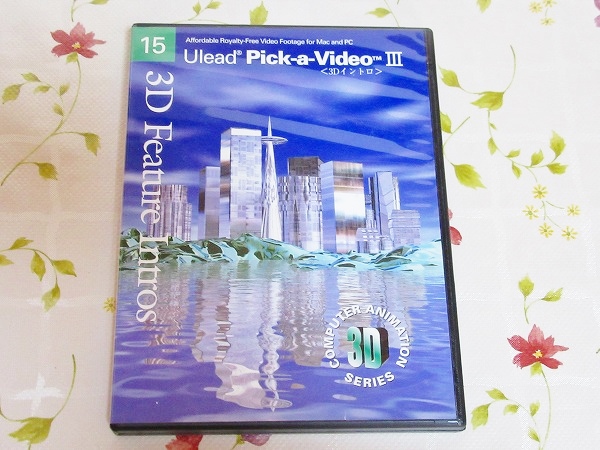 15
Affordable Royalty-Free Video Footage for Mac and PC
Ulead® Pick-a-Video™ III
<3Dイントロ>
3D Feature Intros
COMPUTER ANIMATION
3D
SERIES